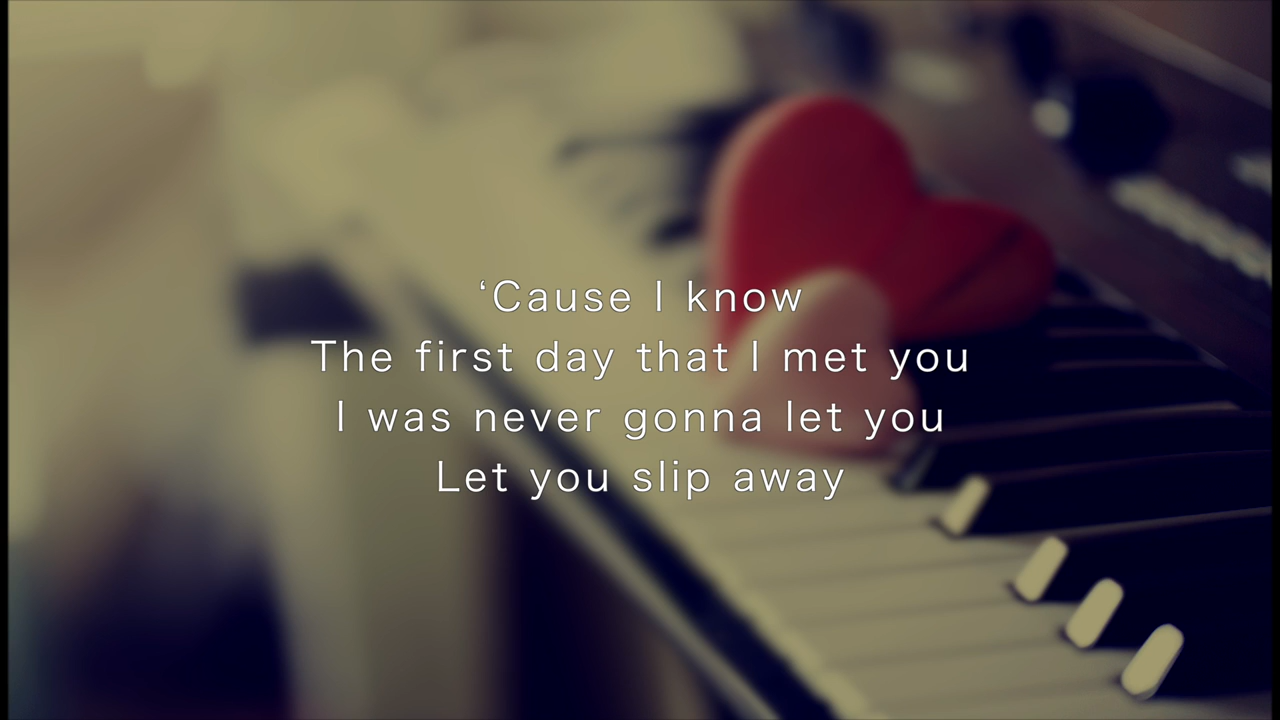 ‘Cause I know
The first day that I met you
I was never gonna let you
Let you slip away